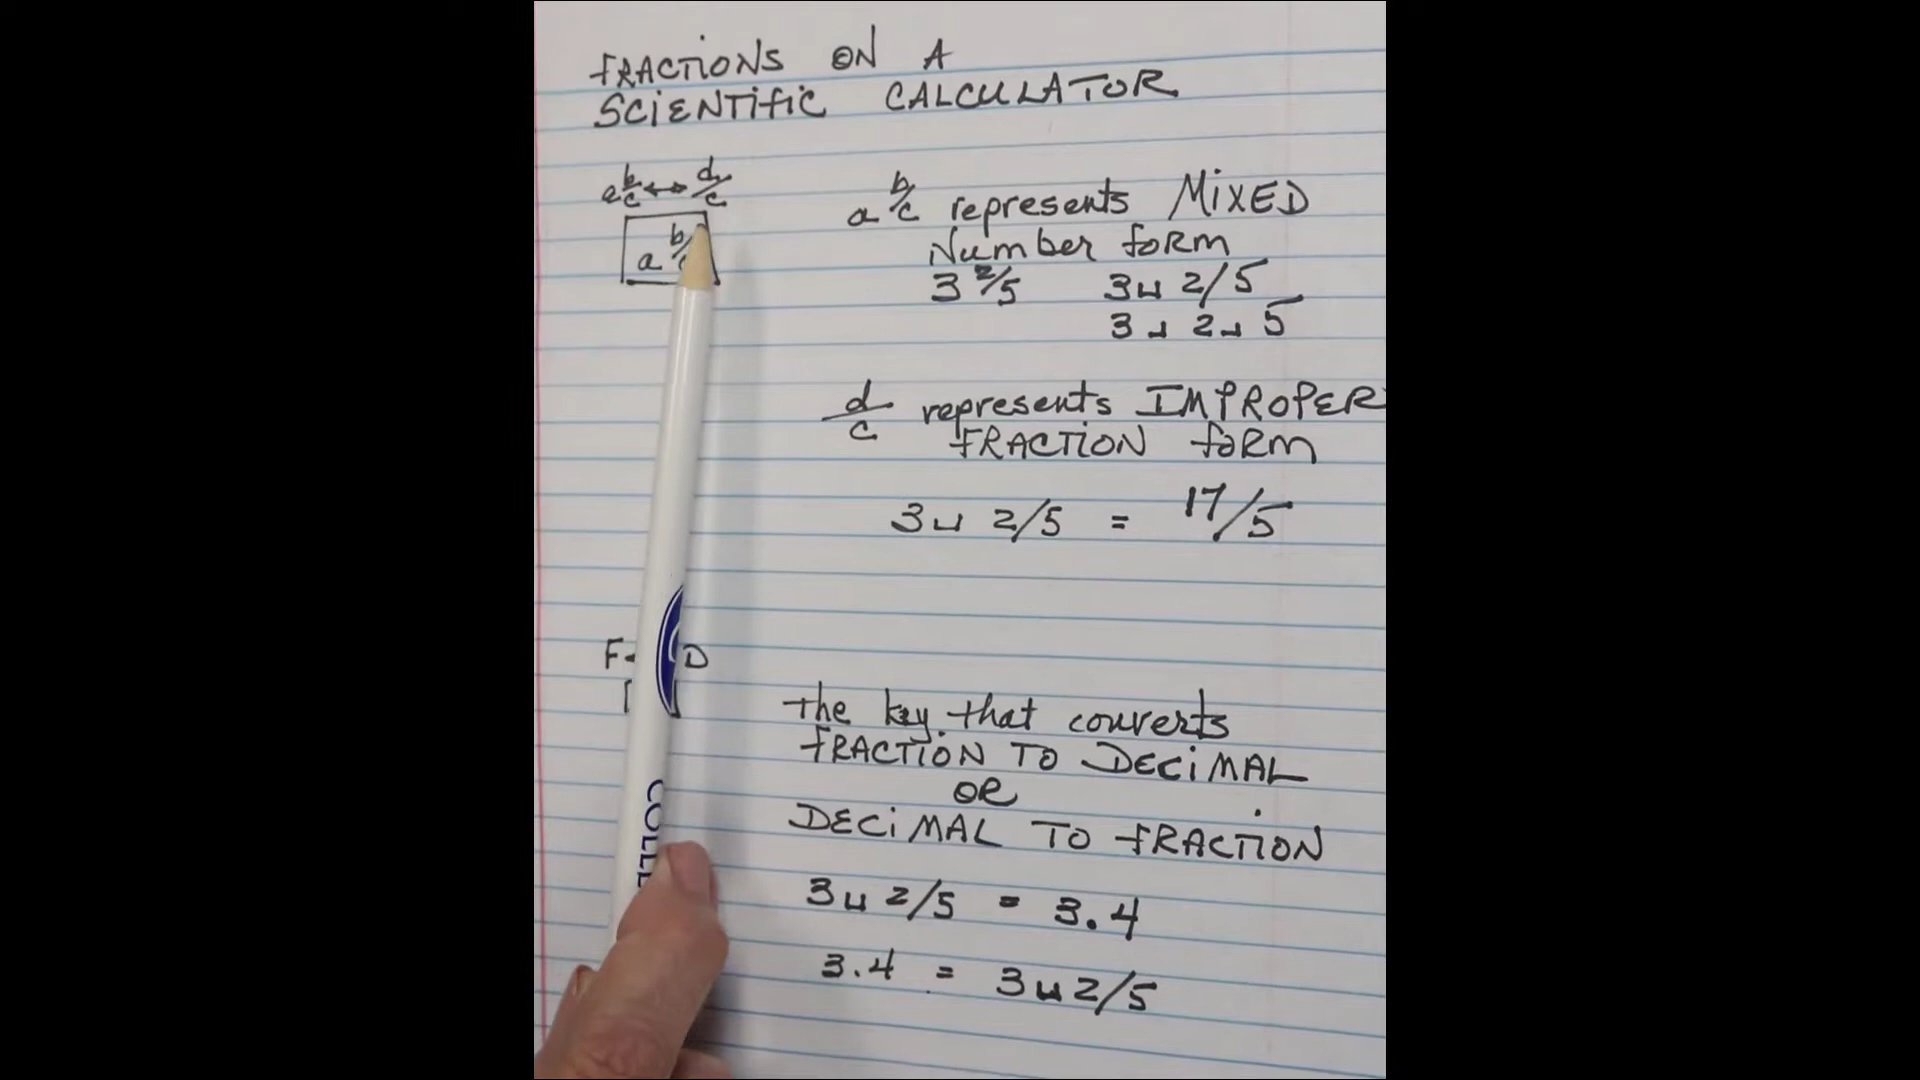 FRACTIONS ON A
SCIENTIFIC CALCULATOR
a b/c ↔ d/c
a b/
a b/c represents MIXED
Number form
3 2/5 3⊔2/5
3⌟2⌟5
d/c represents IMPROPER
FRACTION form
3⊔2/5 = 17/5
F D
The key that converts
FRACTION TO DECIMAL
OR
DECIMAL TO FRACTION
3⊔2/5 = 3.4
3.4 = 3⊔2/5
COLLE